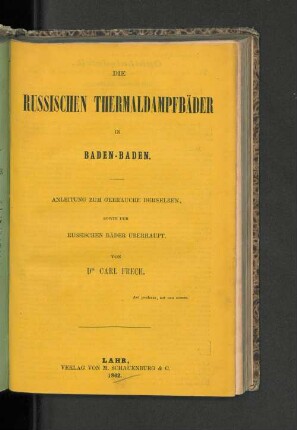 DIE
RUSSISCHEN THERMALDAMPFBÄDER
IN
BADEN-BADEN.
ANLEITUNG ZUM GEBRAUCHE DERSELBEN,
SOWIE DER
RUSSISCHEN BÄDER ÜBERHAUPT.
VON
Dr CARL FRECH.
LAHR,
VERLAG VON M. SCHAUENBURG & C.